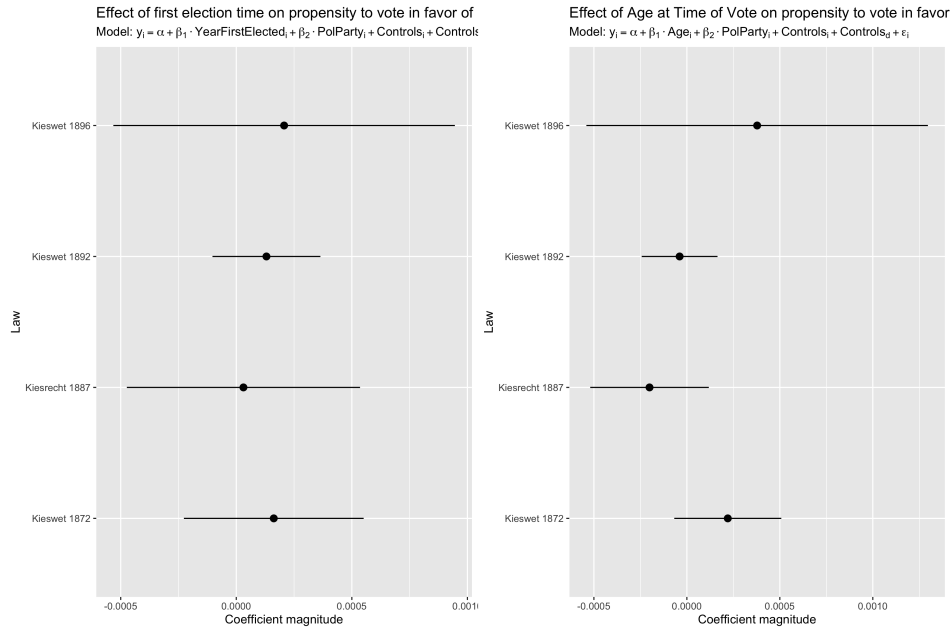 Effect of first election time on propensity to vote in favor of
Model: yᵢ = α + β₁ · YearFirstElectedᵢ + β₂ · PolPartyᵢ + Controlsᵢ + Controls
Kieswet 1896
Kieswet 1892
Kiesrecht 1887
Kieswet 1872
Law
-0.0005 0.0000 0.0005 0.0010
Coefficient magnitude
Effect of Age at Time of Vote on propensity to vote in favor
Model: yᵢ = α + β₁ · Ageᵢ + β₂ · PolPartyᵢ + Controlsᵢ + Controls_d + εᵢ
Kieswet 1896
Kieswet 1892
Kiesrecht 1887
Kieswet 1872
Law
-0.0005 0.0000 0.0005 0.0010
Coefficient magnitude